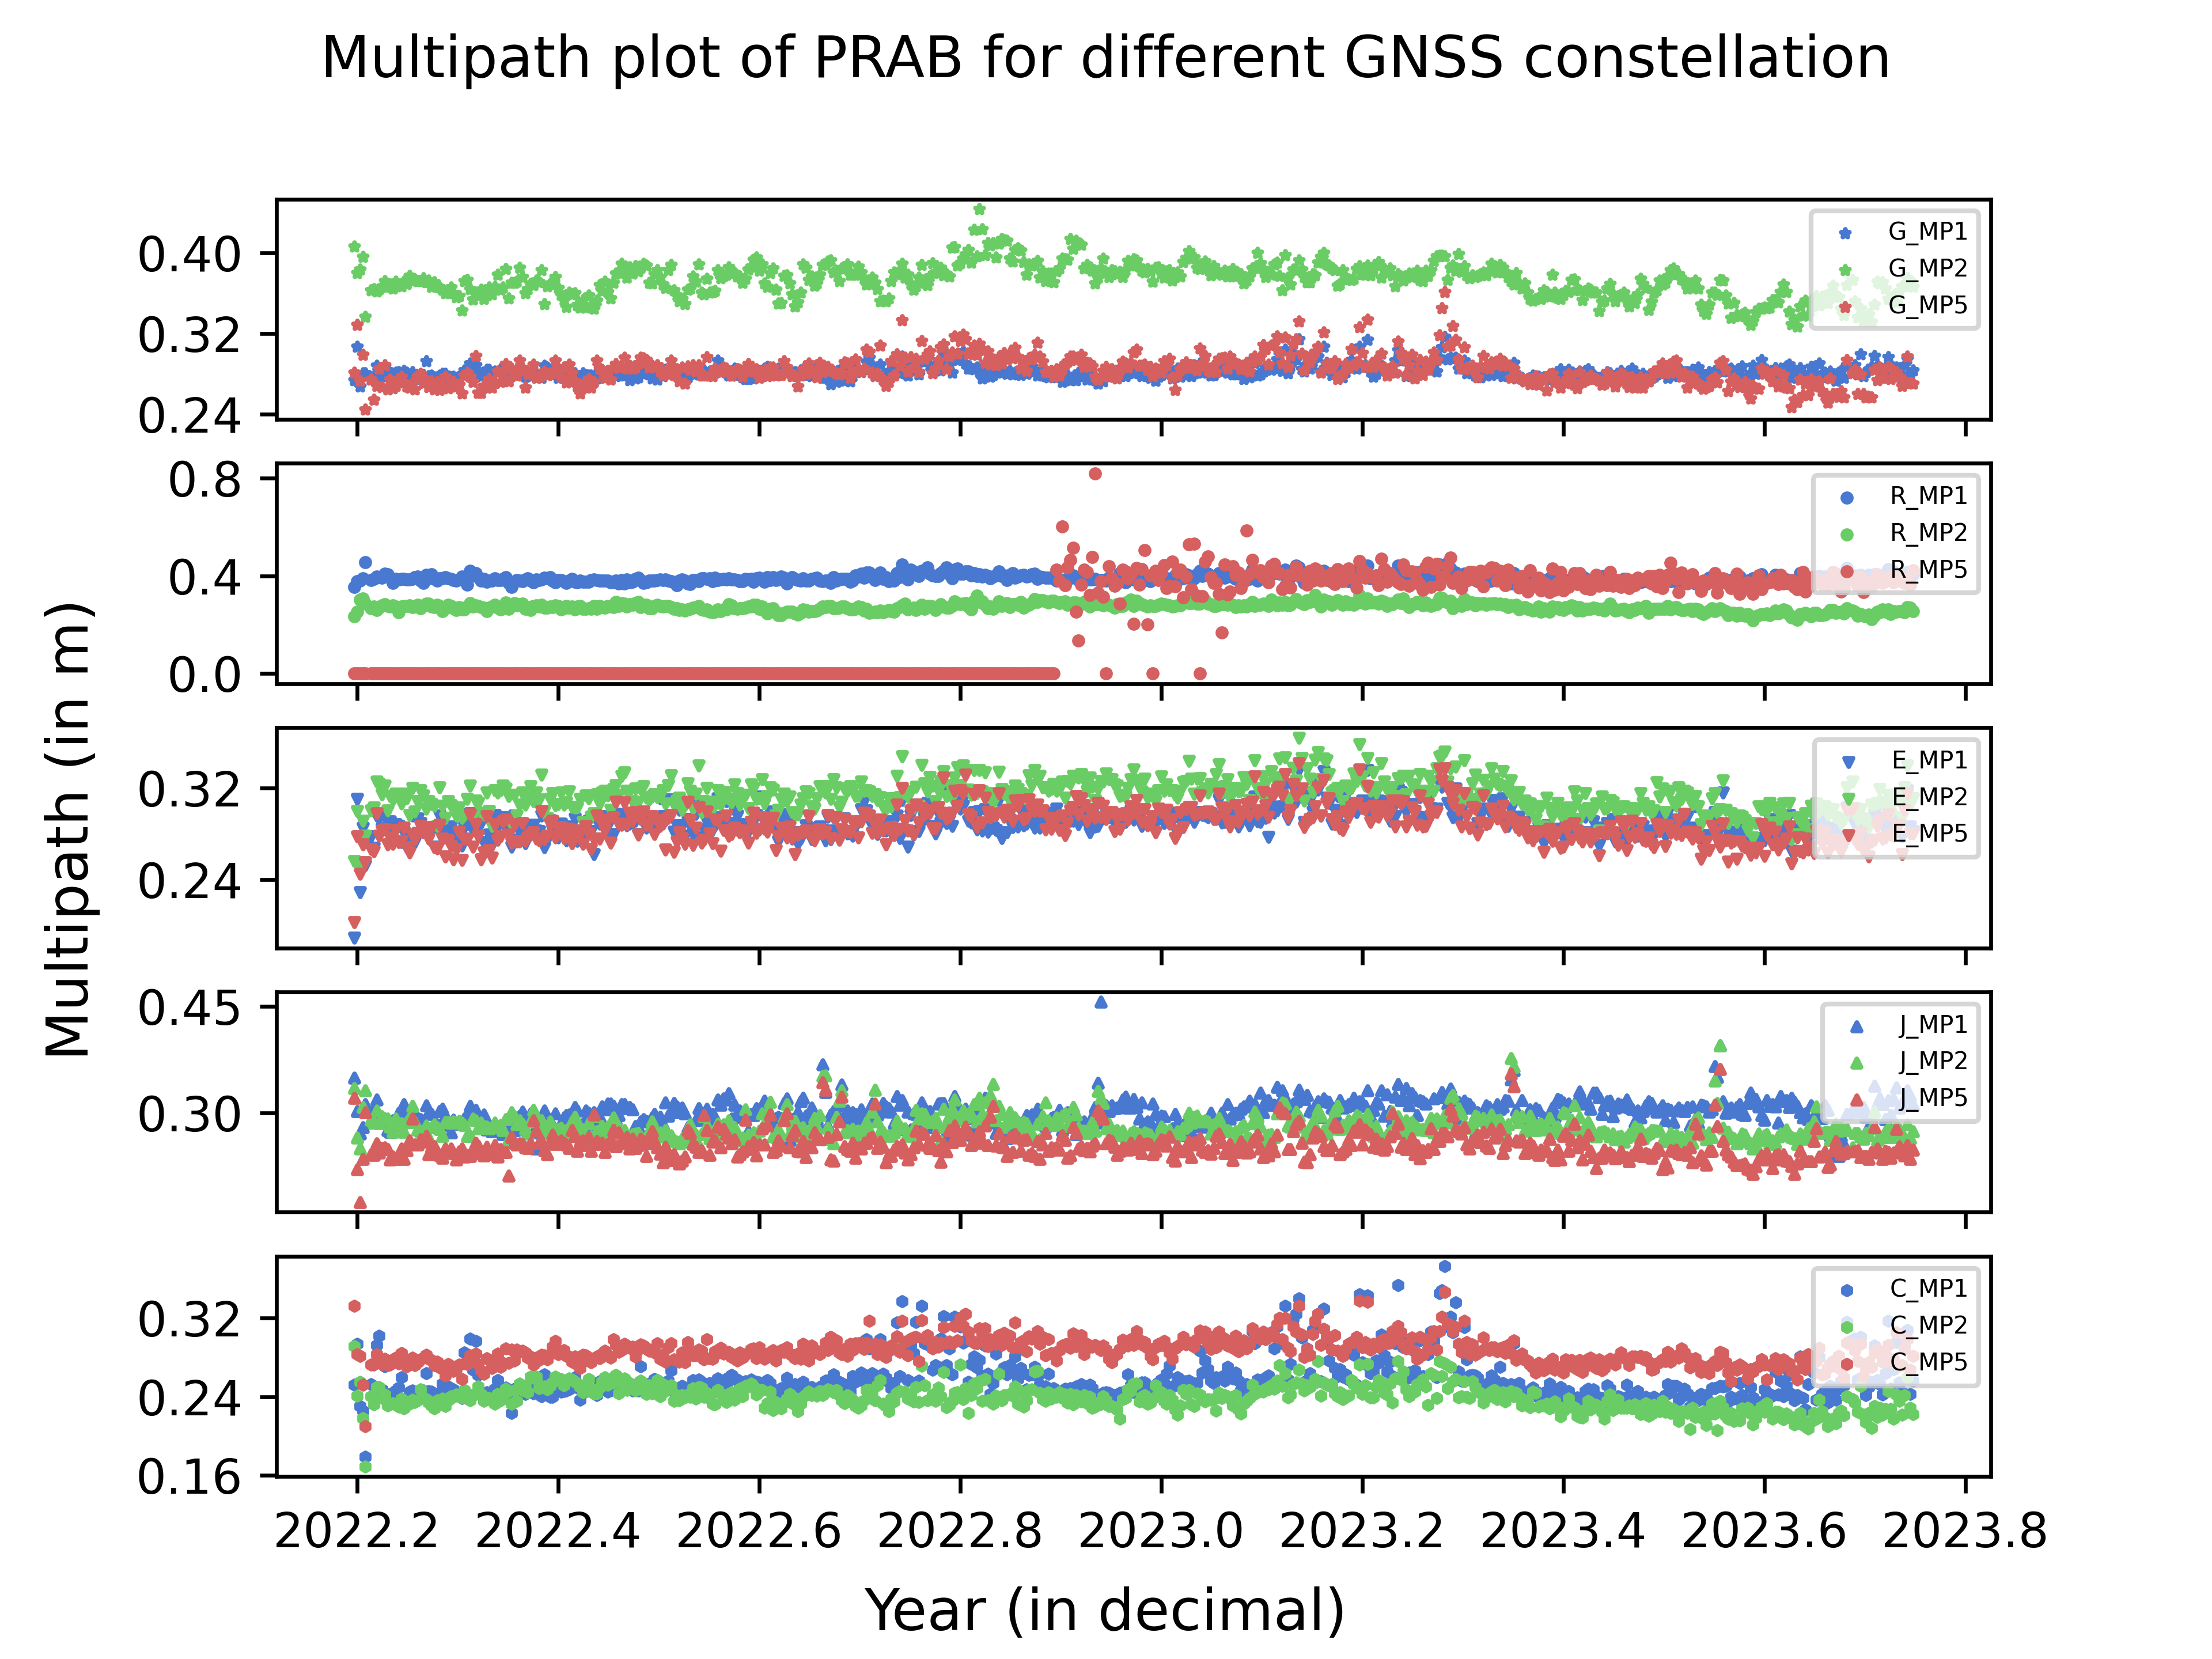 Multipath plot of PRAB for different GNSS constellation
0.40
0.32
0.24
G_MP1
G_MP2
G_MP5
0.8
0.4
0.0
R_MP1
R_MP2
R_MP5
0.32
0.24
E_MP1
E_MP2
E_MP5
0.45
0.30
J_MP1
J_MP2
J_MP5
0.32
0.24
0.16
C_MP1
C_MP2
C_MP5
Multipath (in m)
2022.2 2022.4 2022.6 2022.8 2023.0 2023.2 2023.4 2023.6 2023.8
Year (in decimal)